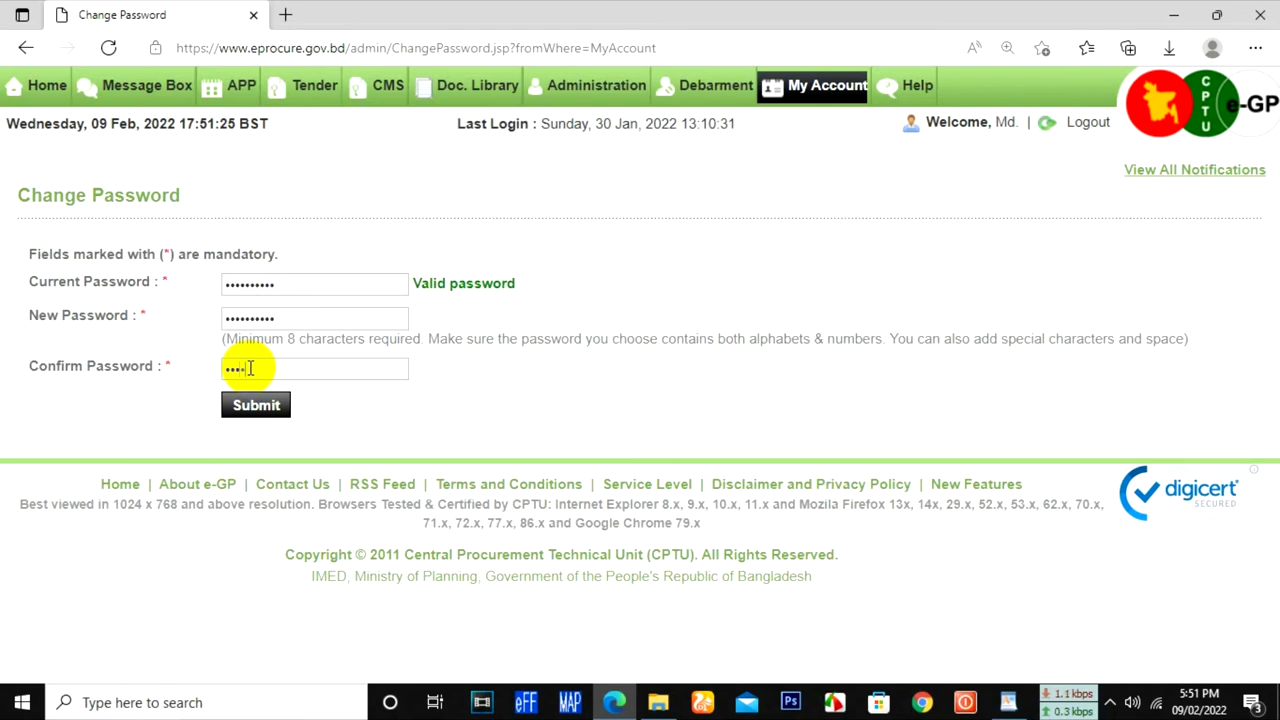 Change Password
https://www.eprocure.gov.bd/admin/ChangePassword.jsp?fromWhere=MyAccount
Home Message Box APP Tender CMS Doc. Library Administration Debarment My Account Help
CPTU e-GP
Wednesday, 09 Feb, 2022 17:51:25 BST Last Login : Sunday, 30 Jan, 2022 13:10:31 Welcome, Md. | Logout
View All Notifications
Change Password
Fields marked with (*) are mandatory.
Current Password : * •••••••••• Valid password
New Password : * ••••••••••
(Minimum 8 characters required. Make sure the password you choose contains both alphabets & numbers. You can also add special characters and space)
Confirm Password : * ••••
Submit
Home | About e-GP | Contact Us | RSS Feed Terms and Conditions | Service Level | Disclaimer and Privacy Policy | New Features
Best viewed in 1024 x 768 and above resolution. Browsers Tested & Certified by CPTU: Internet Explorer 8.x, 9.x, 10.x, 11.x and Mozila Firefox 13x, 14x, 29.x, 52.x, 53.x, 62.x, 70.x,
71.x, 72.x, 77.x, 86.x and Google Chrome 79.x
digicert
SECURED
Copyright © 2011 Central Procurement Technical Unit (CPTU). All Rights Reserved.
IMED, Ministry of Planning, Government of the People's Republic of Bangladesh
Type here to search
eFF
MAP
Ps
1.1 kbps
0.3 kbps
5:51 PM
09/02/2022
3